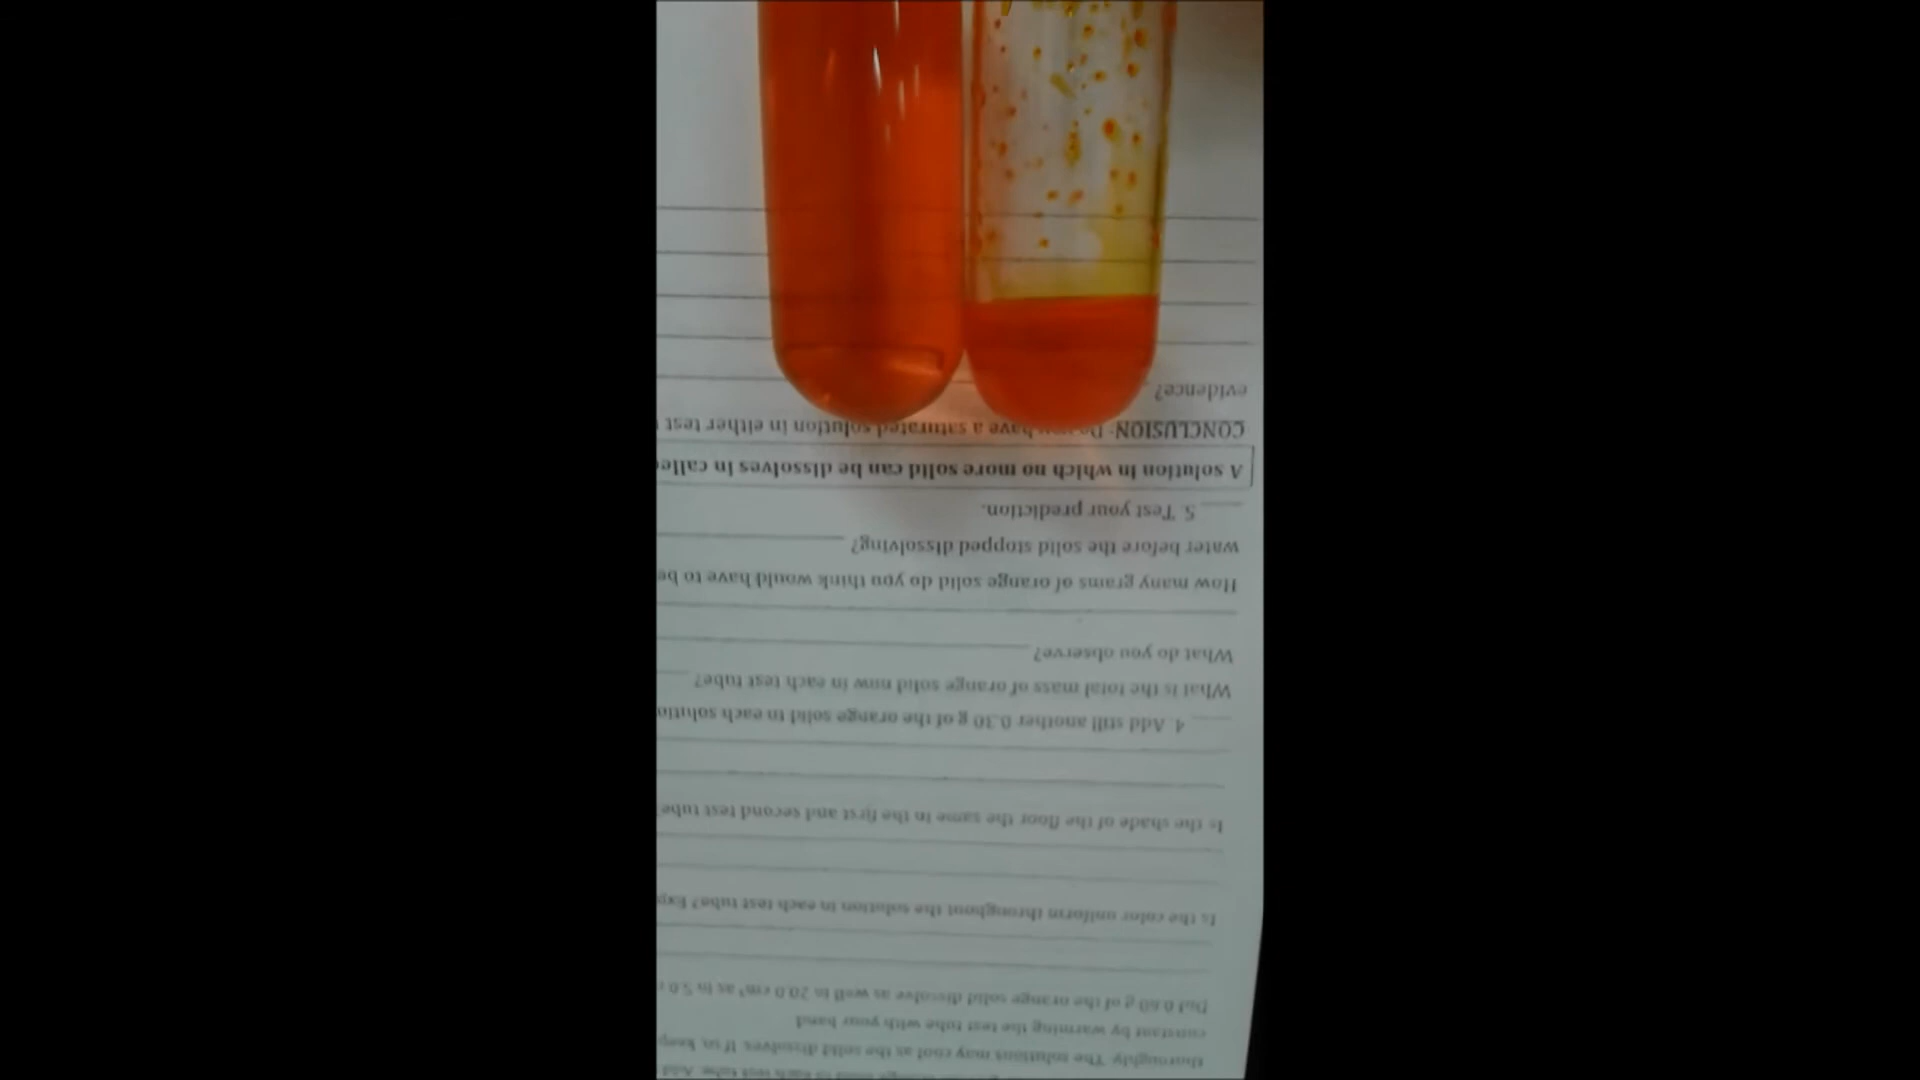 thoroughly. The solutions may cool as the solid dissolves. If so, keep
constant by warming the test tube with your hand
Did 0.60 g of the orange solid dissolve as well in 20.0 cm³ as in 5.0
Is the color uniform throughout the solution in each test tube? Exp
Is the shade of the floor the same in the first and second test tube?
4. Add still another 0.30 g of the orange solid to each solution
What is the total mass of orange solid now in each test tube?
What do you observe?
How many grams of orange solid do you think would have to be
water before the solid stopped dissolving?
5. Test your prediction.
A solution in which no more solid can be dissolves in called
CONCLUSION: Do you have a saturated solution in either test
evidence?